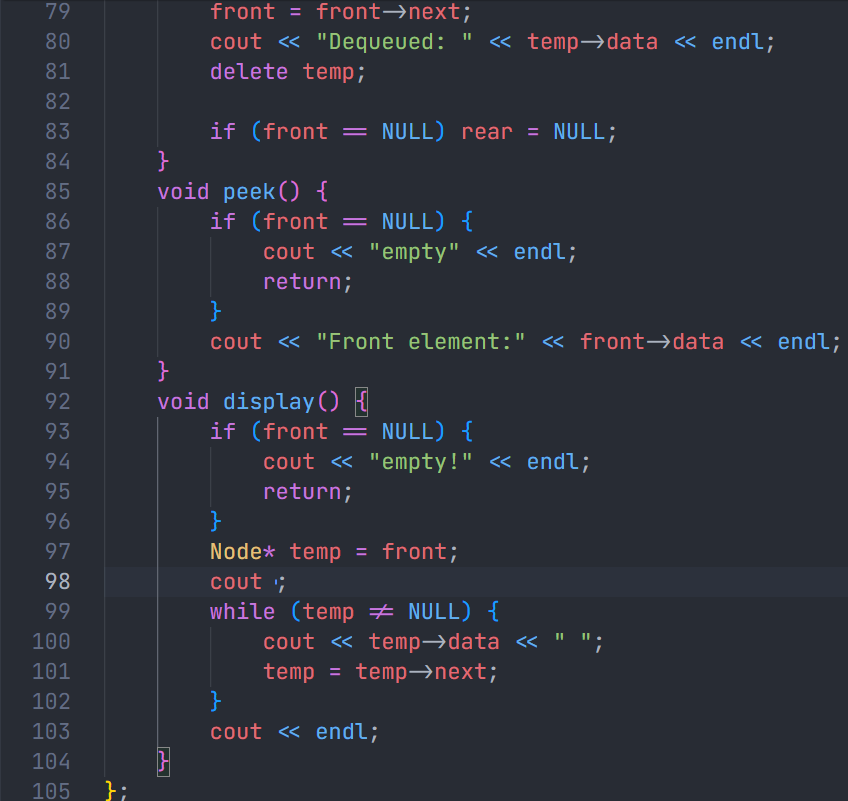 79 front = front->next;
80 cout << "Dequeued: " << temp->data << endl;
81 delete temp;
82
83 if (front == NULL) rear = NULL;
84 }
85 void peek() {
86 if (front == NULL) {
87 cout << "empty" << endl;
88 return;
89 }
90 cout << "Front element:" << front->data << endl;
91 }
92 void display() {
93 if (front == NULL) {
94 cout << "empty!" << endl;
95 return;
96 }
97 Node* temp = front;
98 cout ;
99 while (temp != NULL) {
100 cout << temp->data << " ";
101 temp = temp->next;
102 }
103 cout << endl;
104 }
105 };